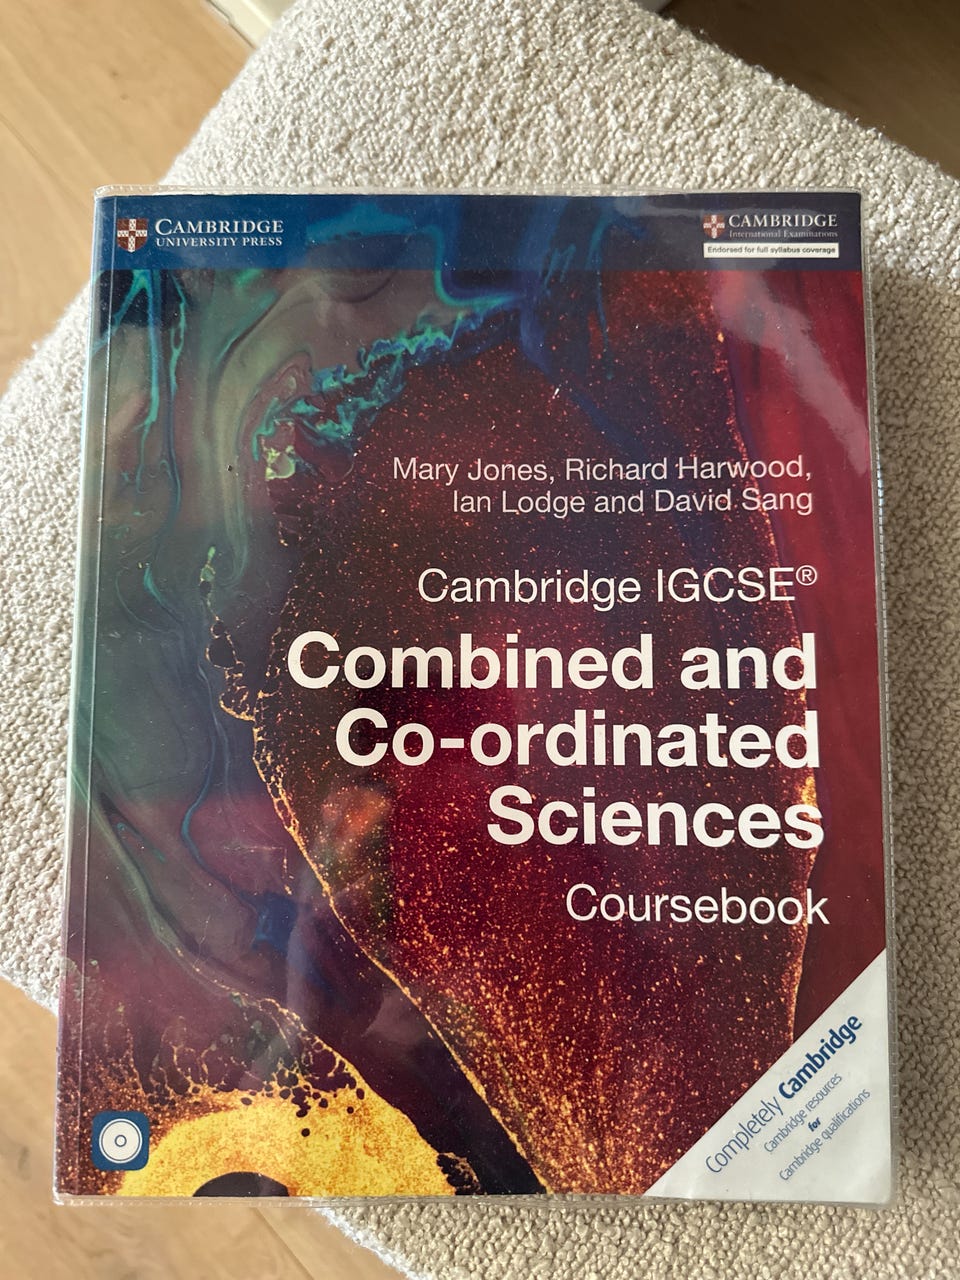 CAMBRIDGE
UNIVERSITY PRESS
CAMBRIDGE
International Examinations
Endorsed for full syllabus coverage
Mary Jones, Richard Harwood,
Ian Lodge and David Sang
Cambridge IGCSE®
Combined and
Co-ordinated
Sciences
Coursebook
Completely Cambridge
Cambridge resources
for
Cambridge qualifications